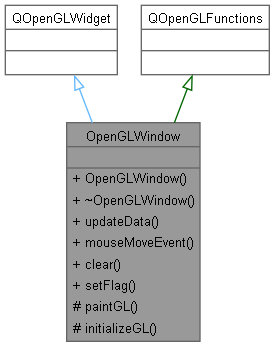 QOpenGLWidget
QOpenGLFunctions
OpenGLWindow
+ OpenGLWindow()
+ ~OpenGLWindow()
+ updateData()
+ mouseMoveEvent()
+ clear()
+ setFlag()
# paintGL()
# initializeGL()